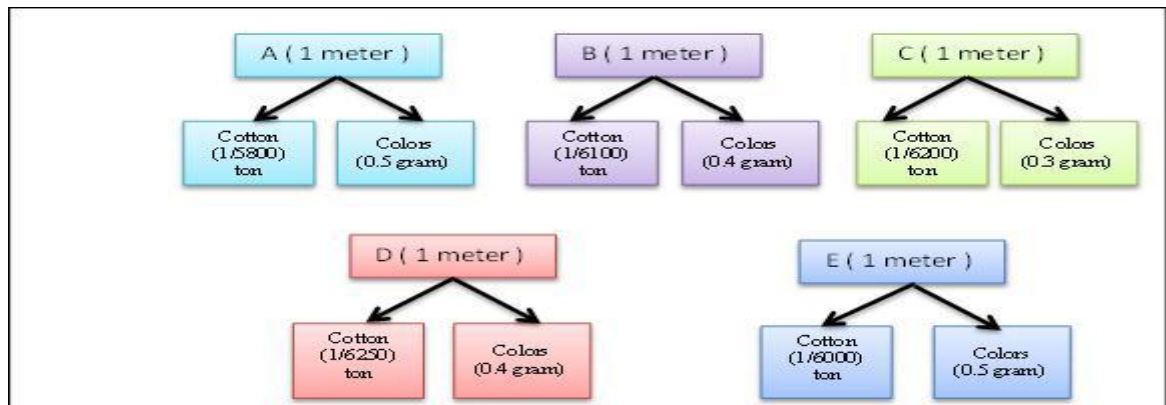 A ( 1 meter )
B ( 1 meter )
C ( 1 meter )
Cotton
(1/5800)
ton
Colors
(0.5 gram)
Cotton
(1/6100)
ton
Colors
(0.4 gram)
Cotton
(1/6200)
ton
Colors
(0.3 gram)
D ( 1 meter )
E ( 1 meter )
Cotton
(1/6250)
ton
Colors
(0.4 gram)
Cotton
(1/6000)
ton
Colors
(0.5 gram)